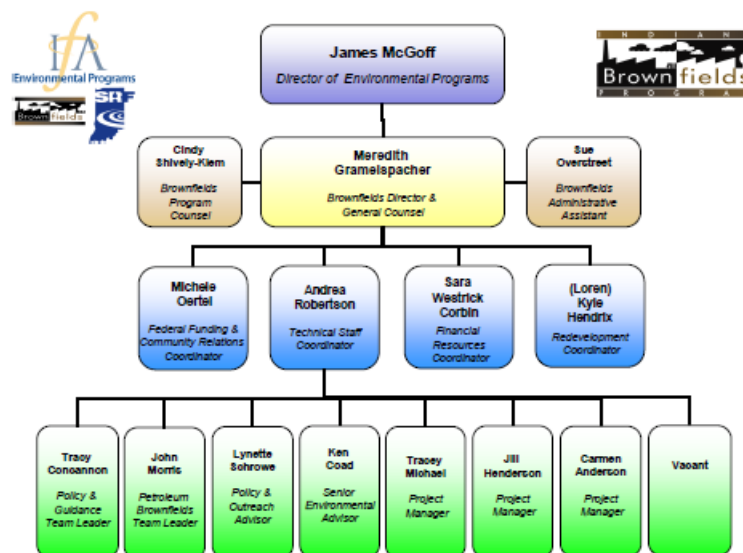 ifa
Environmental Programs
Brownfields
SRF
James McGoff
Director of Environmental Programs
INDIANA
Brownfields
PROGRAM
Cindy
Shively-Klem
Brownfields
Program
Counsel
Meredith
Gramelspacher
Brownfields Director &
General Counsel
Sue
Overstreet
Brownfields
Administrative
Assistant
Michele
Oertel
Federal Funding &
Community Relations
Coordinator
Andrea
Robertson
Technical Staff
Coordinator
Sara
Westrick
Corbin
Financial
Resources
Coordinator
(Loren)
Kyle
Hendrix
Redevelopment
Coordinator
Tracy
Concannon
Policy &
Guidance
Team Leader
John
Morris
Petroleum
Brownfields
Team Leader
Lynette
Schrowe
Policy &
Outreach
Advisor
Ken
Coad
Senior
Environmental
Advisor
Tracey
Michael
Project
Manager
Jill
Henderson
Project
Manager
Carmen
Anderson
Project
Manager
Vacant